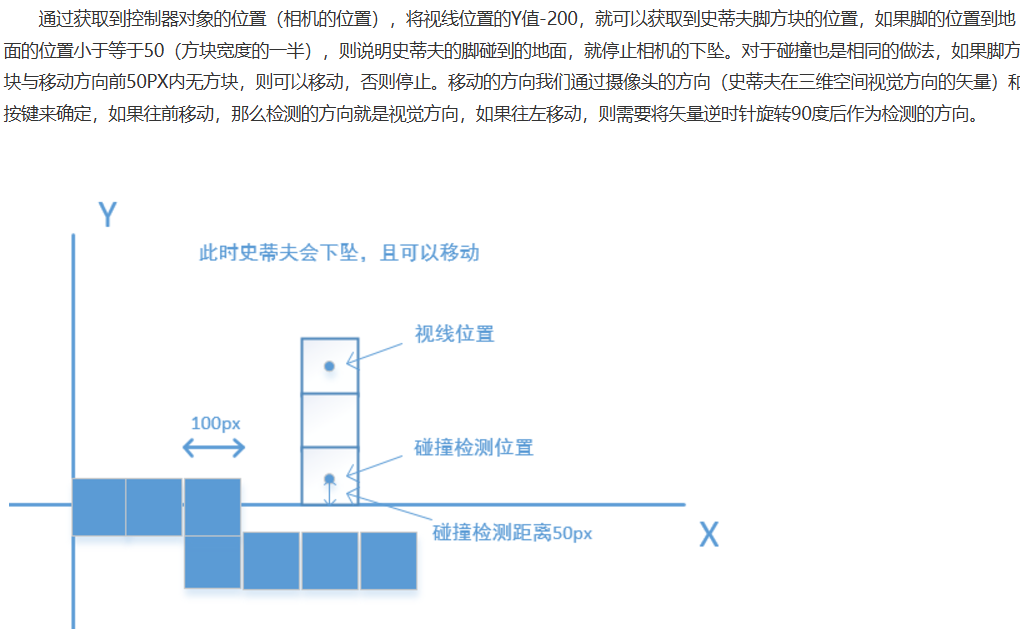 通过获取到控制器对象的位置（相机的位置），将视线位置的Y值-200，就可以获取到史蒂夫脚方块的位置，如果脚的位置到地
面的位置小于等于50（方块宽度的一半），则说明史蒂夫的脚碰到的地面，就停止相机的下坠。对于碰撞也是相同的做法，如果脚方
块与移动方向前50PX内无方块，则可以移动，否则停止。移动的方向我们通过摄像头的方向（史蒂夫在三维空间视觉方向的矢量）和
按键来确定，如果往前移动，那么检测的方向就是视觉方向，如果往左移动，则需要将矢量逆时针旋转90度后作为检测的方向。
Y
此时史蒂夫会下坠，且可以移动
视线位置
100px
碰撞检测位置
碰撞检测距离50px
X